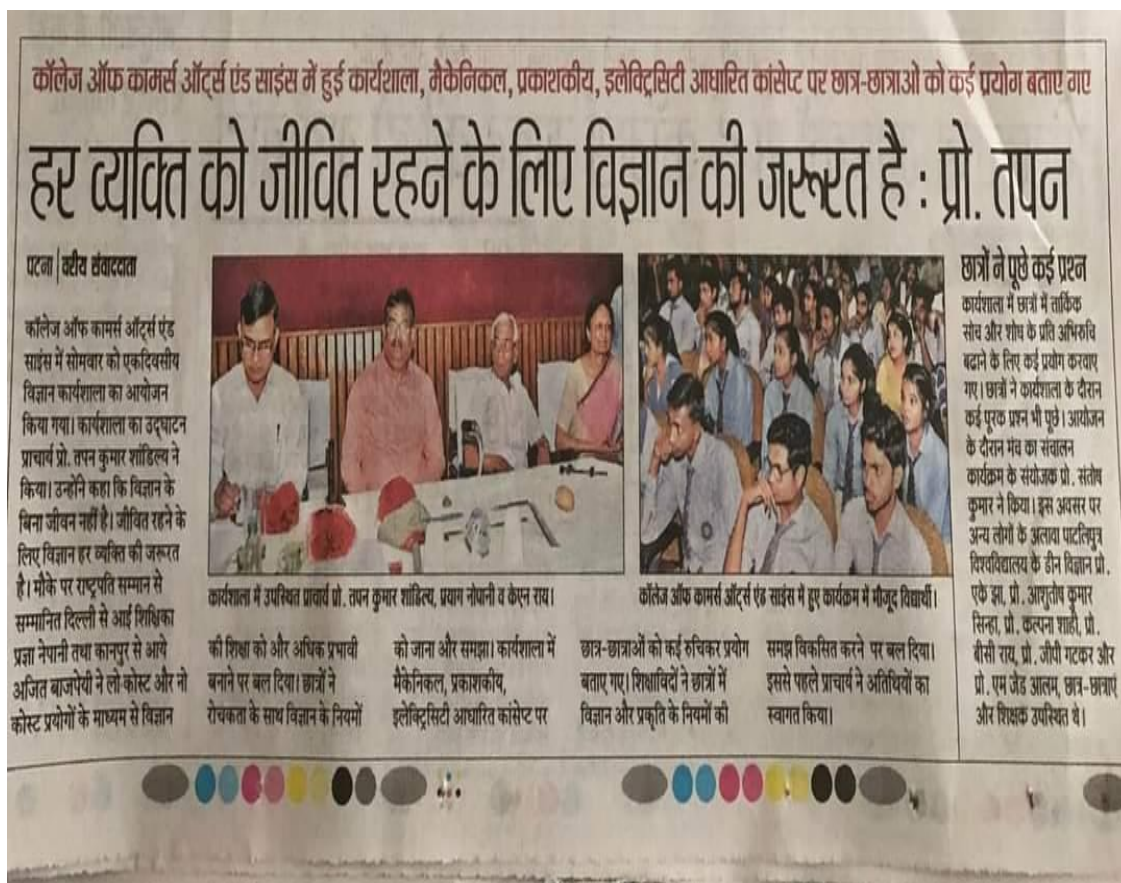 कॉलेज ऑफ कामर्स ऑर्ट्स एंड साइंस में हुई कार्यशाला, मैकेनिकल, प्रकाशकीय, इलेक्ट्रिसिटी आधारित कांसेप्ट पर छात्र-छात्राओं को कई प्रयोग बताए गए
हर व्यक्ति को जीवित रहने के लिए विज्ञान की जरूरत है : प्रो. तपन
पटना | वरीय संवाददाता
कॉलेज ऑफ कामर्स ऑर्ट्स एंड
साइंस में सोमवार को एकदिवसीय
विज्ञान कार्यशाला का आयोजन
किया गया। कार्यशाला का उद्घाटन
प्राचार्य प्रो. तपन कुमार शांडिल्य ने
किया। उन्होंने कहा कि विज्ञान के
बिना जीवन नहीं है। जीवित रहने के
लिए विज्ञान हर व्यक्ति की जरूरत
है। मौके पर राष्ट्रपति सम्मान से
सम्मानित दिल्ली से आई शिक्षिका
प्रज्ञा नेपानी तथा कानपुर से आये
अजित बाजपेयी ने लो कोस्ट और नो
कोस्ट प्रयोगों के माध्यम से विज्ञान
कार्यशाला में उपस्थित प्राचार्य प्रो. तपन कुमार शांडिल्य, प्रयाग नोपानी व केएन राय।
की शिक्षा को और अधिक प्रभावी
बनाने पर बल दिया। छात्रों ने
रोचकता के साथ विज्ञान के नियमों
को जाना और समझा। कार्यशाला में
मैकेनिकल, प्रकाशकीय,
इलेक्ट्रिसिटी आधारित कांसेप्ट पर
कॉलेज ऑफ कामर्स ऑर्ट्स एंड साइंस में हुए कार्यक्रम में मौजूद विद्यार्थी।
छात्र-छात्राओं को कई रुचिकर प्रयोग
बताए गए। शिक्षाविदों ने छात्रों में
विज्ञान और प्रकृति के नियमों की
समझ विकसित करने पर बल दिया।
इससे पहले प्राचार्य ने अतिथियों का
स्वागत किया।
छात्रों ने पूछे कई प्रश्न
कार्यशाला में छात्रों में तार्किक
सोच और शोध के प्रति अभिरुचि
बढ़ाने के लिए कई प्रयोग करवाए
गए। छात्रों ने कार्यशाला के दौरान
कई पूरक प्रश्न भी पूछे। आयोजन
के दौरान मंच का संचालन
कार्यक्रम के संयोजक प्रो. संतोष
कुमार ने किया। इस अवसर पर
अन्य लोगों के अलावा पाटलिपुत्र
विश्वविद्यालय के डीन विज्ञान प्रो.
एके झा, प्रो. आशुतोष कुमार
सिन्हा, प्रो. कल्पना शाही, प्रो.
बीसी राय, प्रो. जीपी गटकर और
प्रो. एम जेड आलम, छात्र-छात्राएं
और शिक्षक उपस्थित थे।